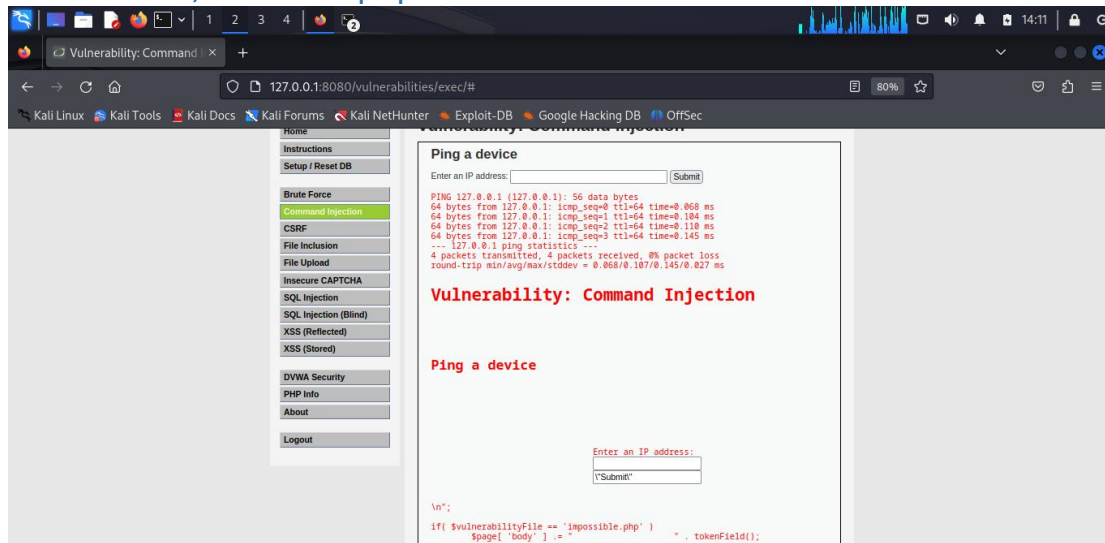 1 2 3 4 2 14:11
Vulnerability: Command I
127.0.0.1:8080/vulnerabilities/exec/# 80%
Kali Linux Kali Tools Kali Docs Kali Forums Kali NetHunter Exploit-DB Google Hacking DB OffSec
Home
Instructions
Setup / Reset DB
Brute Force
Command Injection
CSRF
File Inclusion
File Upload
Insecure CAPTCHA
SQL Injection
SQL Injection (Blind)
XSS (Reflected)
XSS (Stored)
DVWA Security
PHP Info
About
Logout
Vulnerability: Command Injection
Ping a device
Enter an IP address: Submit
PING 127.0.0.1 (127.0.0.1): 56 data bytes
64 bytes from 127.0.0.1: icmp_seq=0 ttl=64 time=0.068 ms
64 bytes from 127.0.0.1: icmp_seq=1 ttl=64 time=0.104 ms
64 bytes from 127.0.0.1: icmp_seq=2 ttl=64 time=0.110 ms
64 bytes from 127.0.0.1: icmp_seq=3 ttl=64 time=0.145 ms
--- 127.0.0.1 ping statistics ---
4 packets transmitted, 4 packets received, 0% packet loss
round-trip min/avg/max/stddev = 0.068/0.107/0.145/0.027 ms
Vulnerability: Command Injection
Ping a device
Enter an IP address:
\"Submit\"
\n";
if( $vulnerabilityFile == 'impossible.php' )
$page[ 'body' ] .= " " . tokenField();